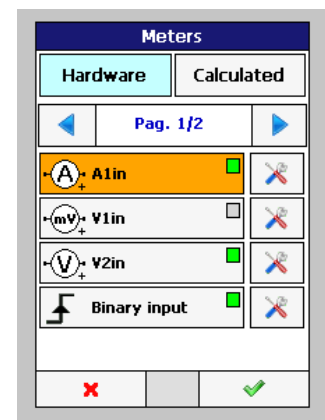 Meters
Hardware Calculated
Pag. 1/2
A + A1in
mV + V1in
V + V2in
Binary input